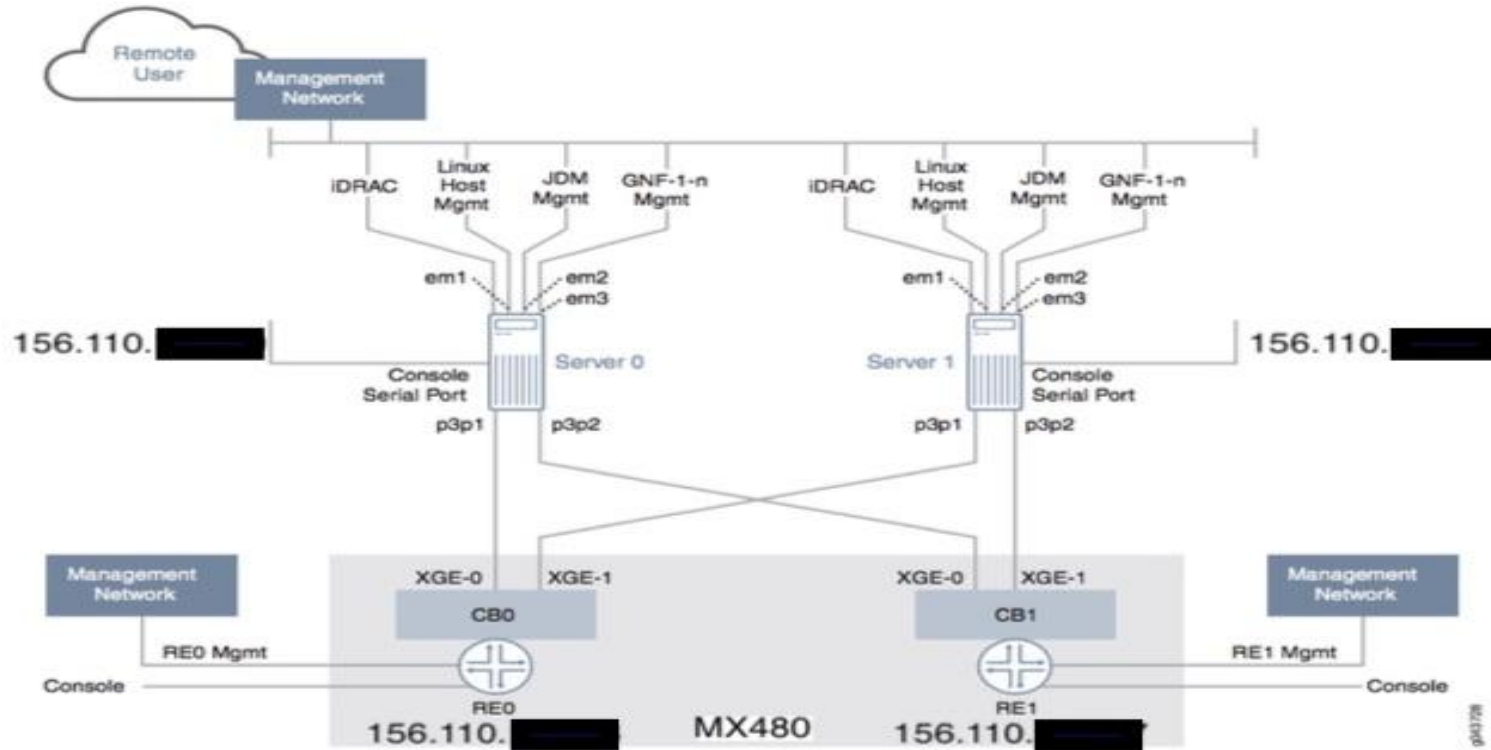 Remote
User
Management
Network
iDRAC
Linux
Host
Mgmt
JDM
Mgmt
GNF-1-n
Mgmt
iDRAC
Linux
Host
Mgmt
JDM
Mgmt
GNF-1-n
Mgmt
em1
em2
em3
em1
em2
em3
156.110.
Server 0
Console
Serial Port
Server 1
Console
Serial Port
156.110.
p3p1
p3p2
p3p1
p3p2
Management
Network
XGE-0
XGE-1
XGE-0
XGE-1
Management
Network
CB0
CB1
RE0 Mgmt
RE1 Mgmt
Console
Console
RE0
RE1
156.110.
MX480
156.110.
g043728